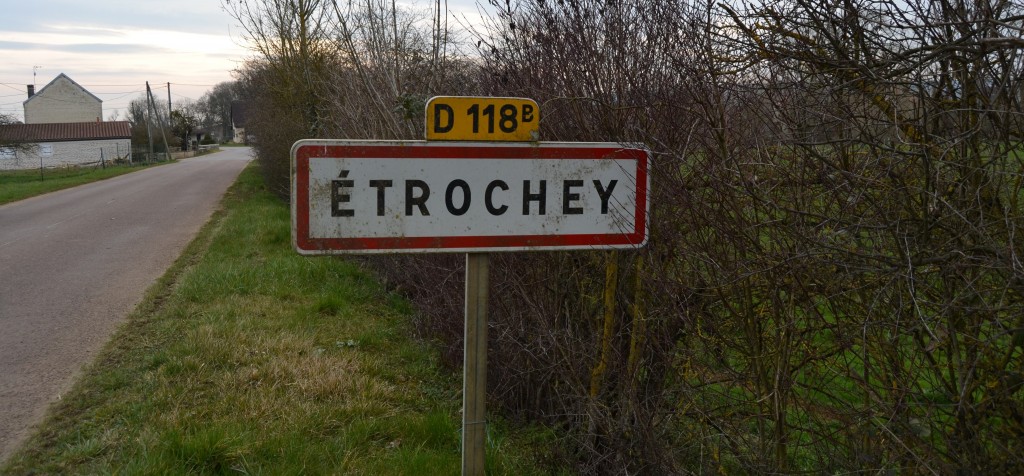 D 118B
ÉTROCHEY